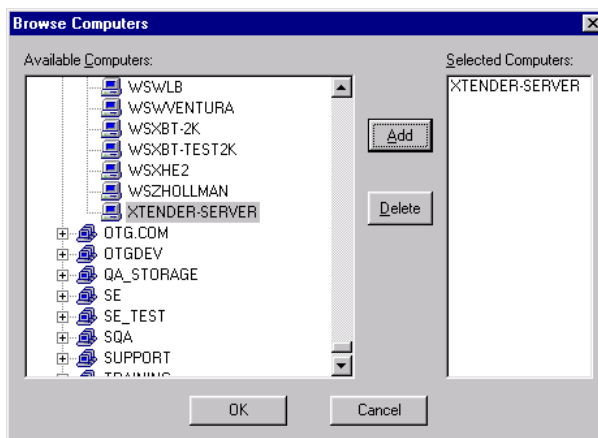 Browse Computers
Available Computers:
WSWLB
WSWVENTURA
WSXBT-2K
WSXBT-TEST2K
WSXHE2
WSZHOLLMAN
XTENDER-SERVER
OTG.COM
OTGDEV
QA_STORAGE
SE
SE_TEST
SQA
SUPPORT
TRAINING
Add
Delete
Selected Computers:
XTENDER-SERVER
OK
Cancel